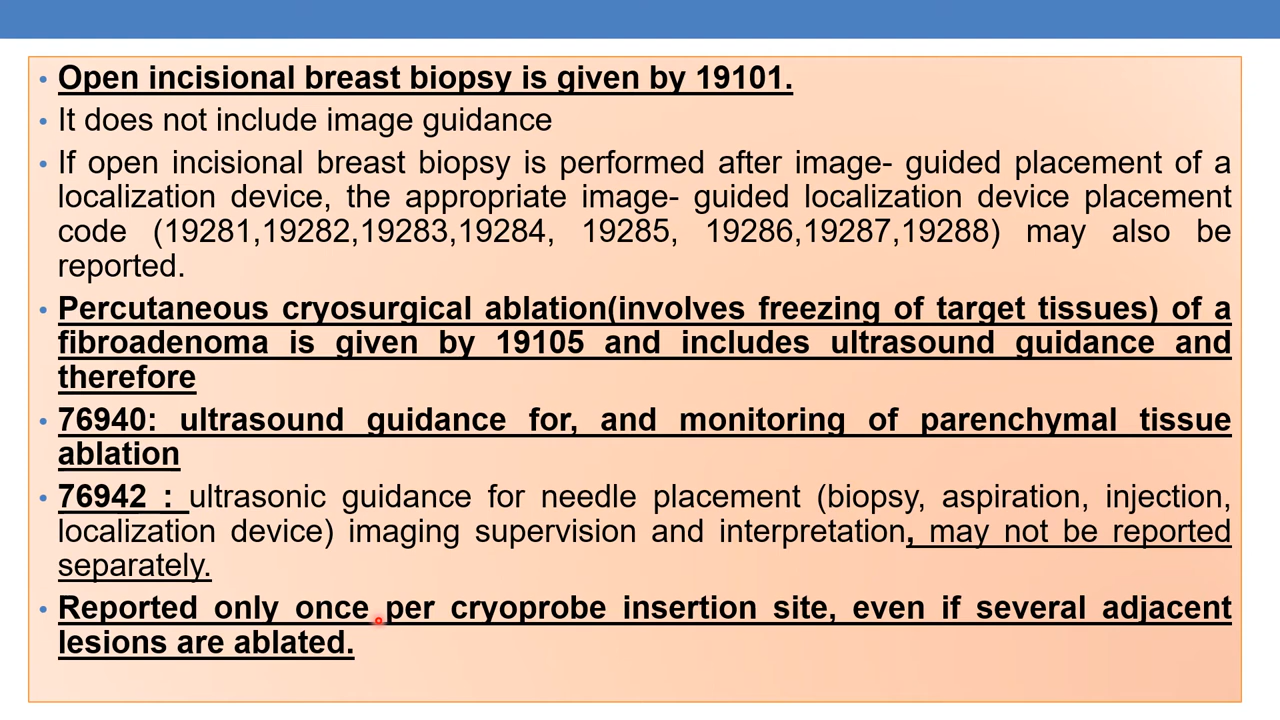 • Open incisional breast biopsy is given by 19101.
• It does not include image guidance
• If open incisional breast biopsy is performed after image- guided placement of a
localization device, the appropriate image- guided localization device placement
code (19281,19282,19283,19284, 19285, 19286,19287,19288) may also be
reported.
• Percutaneous cryosurgical ablation(involves freezing of target tissues) of a
fibroadenoma is given by 19105 and includes ultrasound guidance and
therefore
• 76940: ultrasound guidance for, and monitoring of parenchymal tissue
ablation
• 76942 : ultrasonic guidance for needle placement (biopsy, aspiration, injection,
localization device) imaging supervision and interpretation, may not be reported
separately.
• Reported only once per cryoprobe insertion site, even if several adjacent
lesions are ablated.